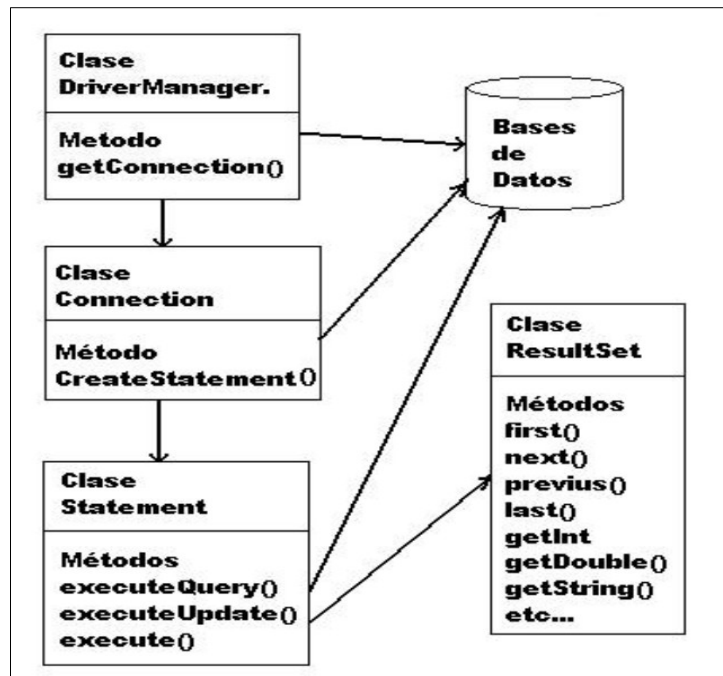 Clase
DriverManager.
Metodo
getConnection()
Bases
de
Datos
Clase
Connection
Método
CreateStatement()
Clase
ResultSet
Métodos
first()
next()
previus()
last()
getInt
getDouble()
getString()
etc...
Clase
Statement
Métodos
executeQuery()
executeUpdate()
execute()